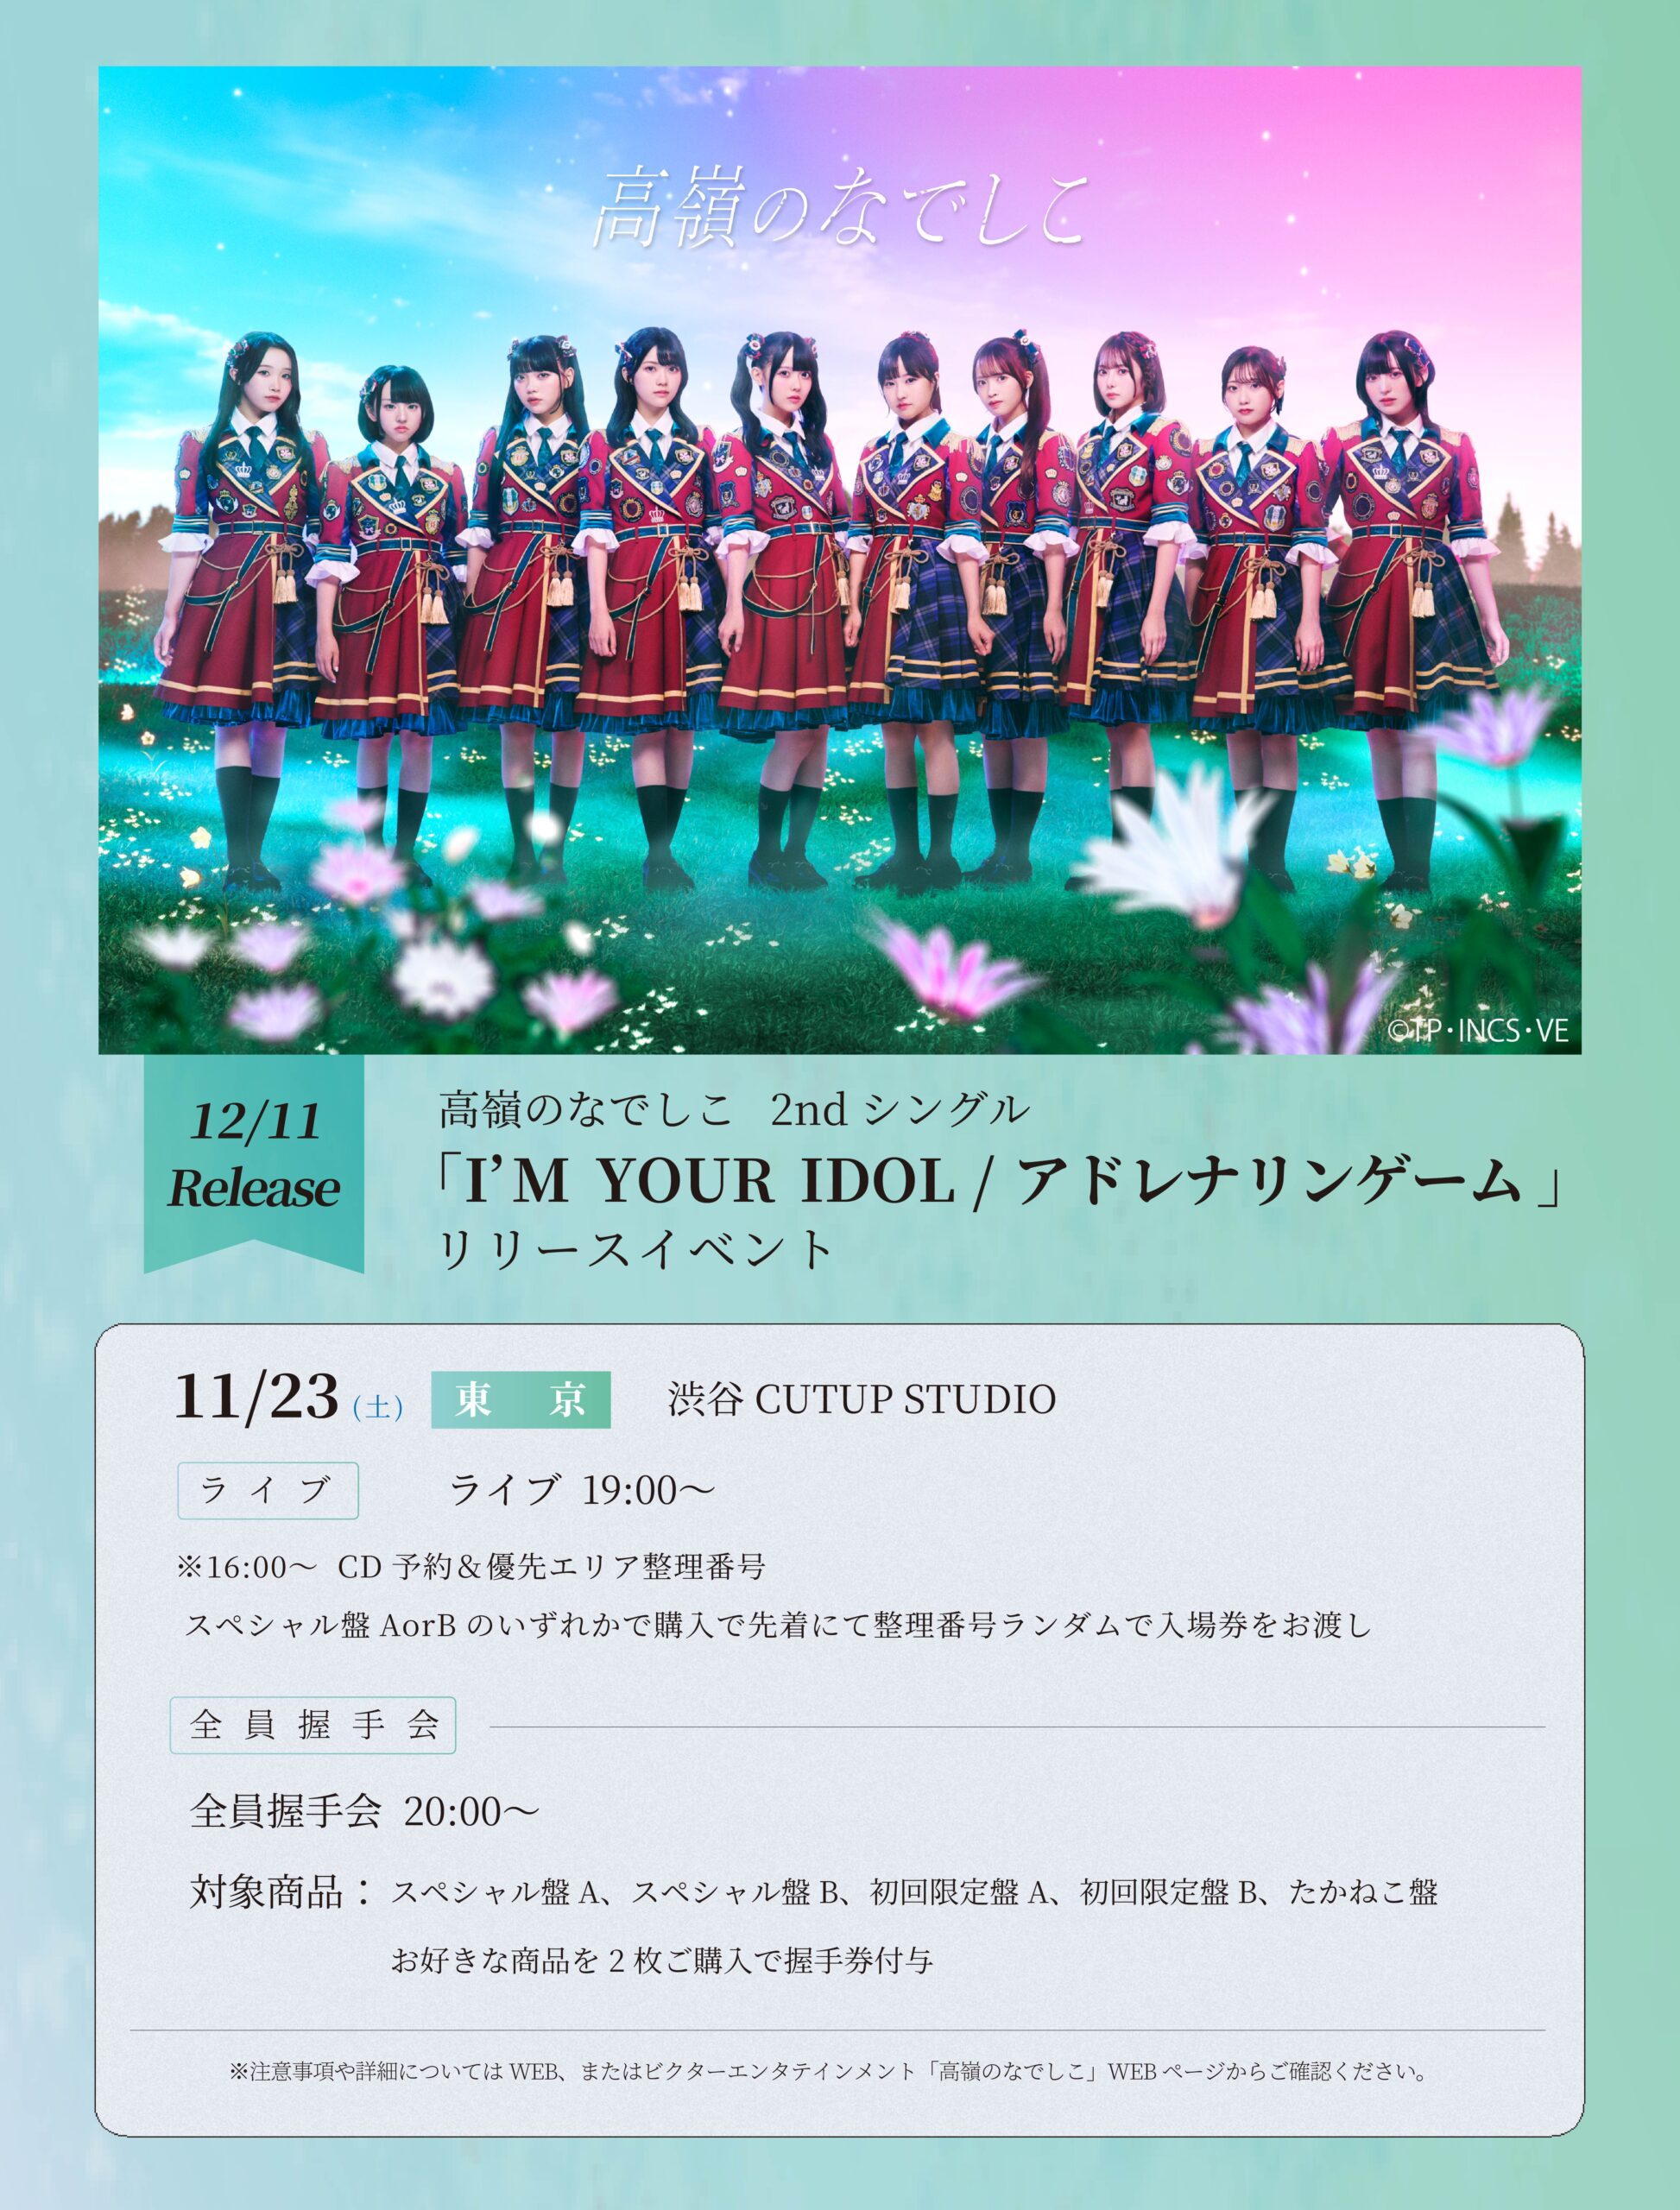 高嶺のなでしこ
©TP・INCS・VE
12/11
Release
高嶺のなでしこ 2nd シングル
「I’M YOUR IDOL / アドレナリンゲーム」
リリースイベント
11/23(土) 東京 渋谷 CUTUP STUDIO
ライブ ライブ 19:00〜
※16:00〜 CD 予約＆優先エリア整理番号
スペシャル盤 AorB のいずれかで購入で先着にて整理番号ランダムで入場券をお渡し
全員握手会
全員握手会 20:00〜
対象商品：スペシャル盤 A、スペシャル盤 B、初回限定盤 A、初回限定盤 B、たかねこ盤
お好きな商品を 2 枚ご購入で握手券付与
※注意事項や詳細については WEB、またはビクターエンタテインメント「高嶺のなでしこ」WEB ページからご確認ください。